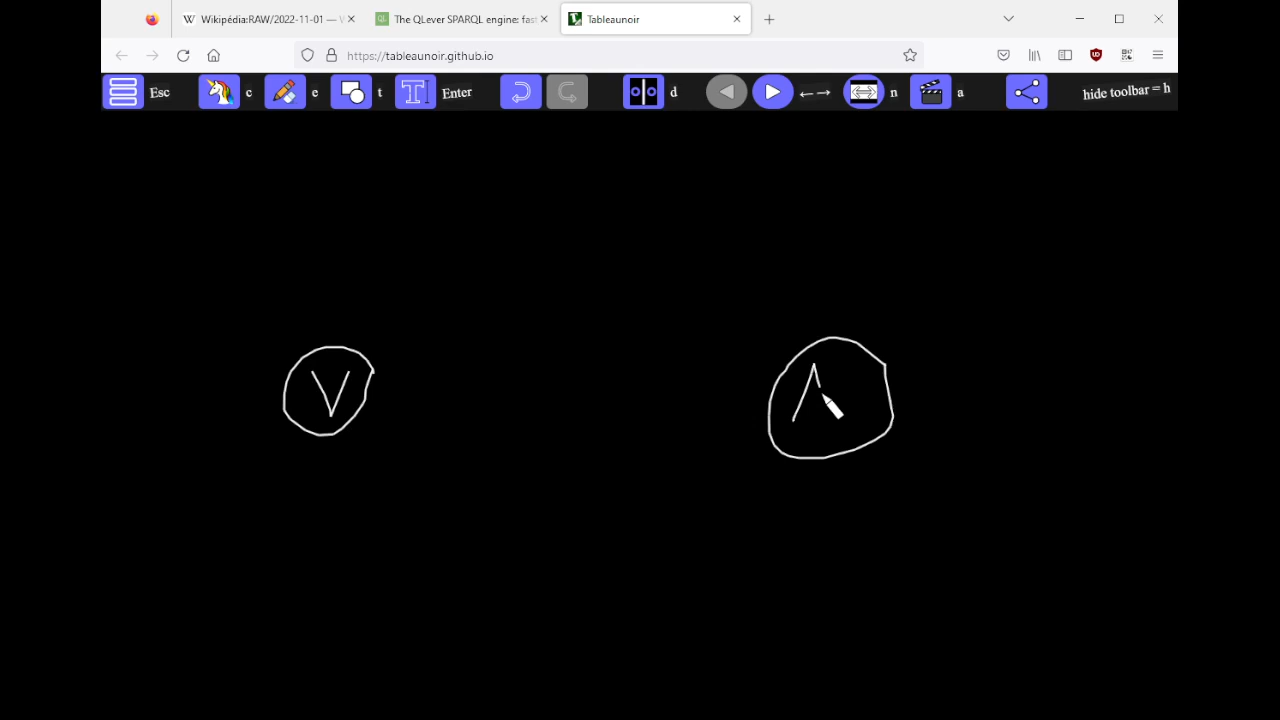 Wikipédia:RAW/2022-11-01 —
The QLever SPARQL engine: fast
Tableaunoir
https://tableaunoir.github.io
Esc c e t T Enter d n a hide toolbar = h
V